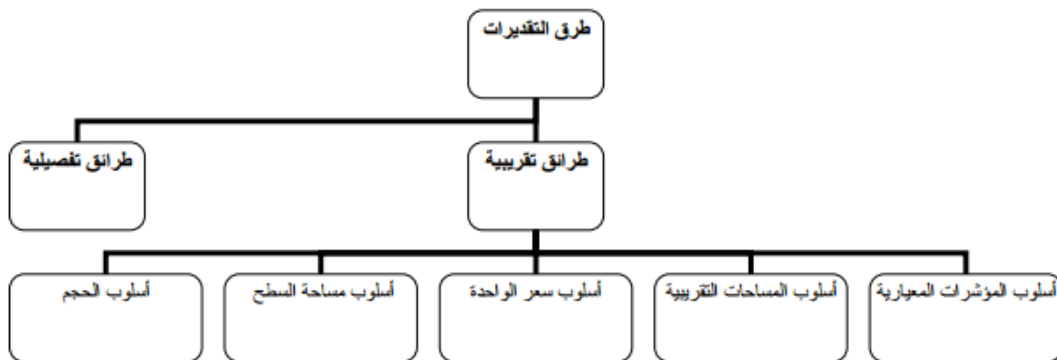 طرق التقديرات
طرائق تقريبية
طرائق تفصيلية
أسلوب المؤشرات المعيارية
أسلوب المساحات التقريبية
أسلوب سعر الواحدة
أسلوب مساحة السطح
أسلوب الحجم